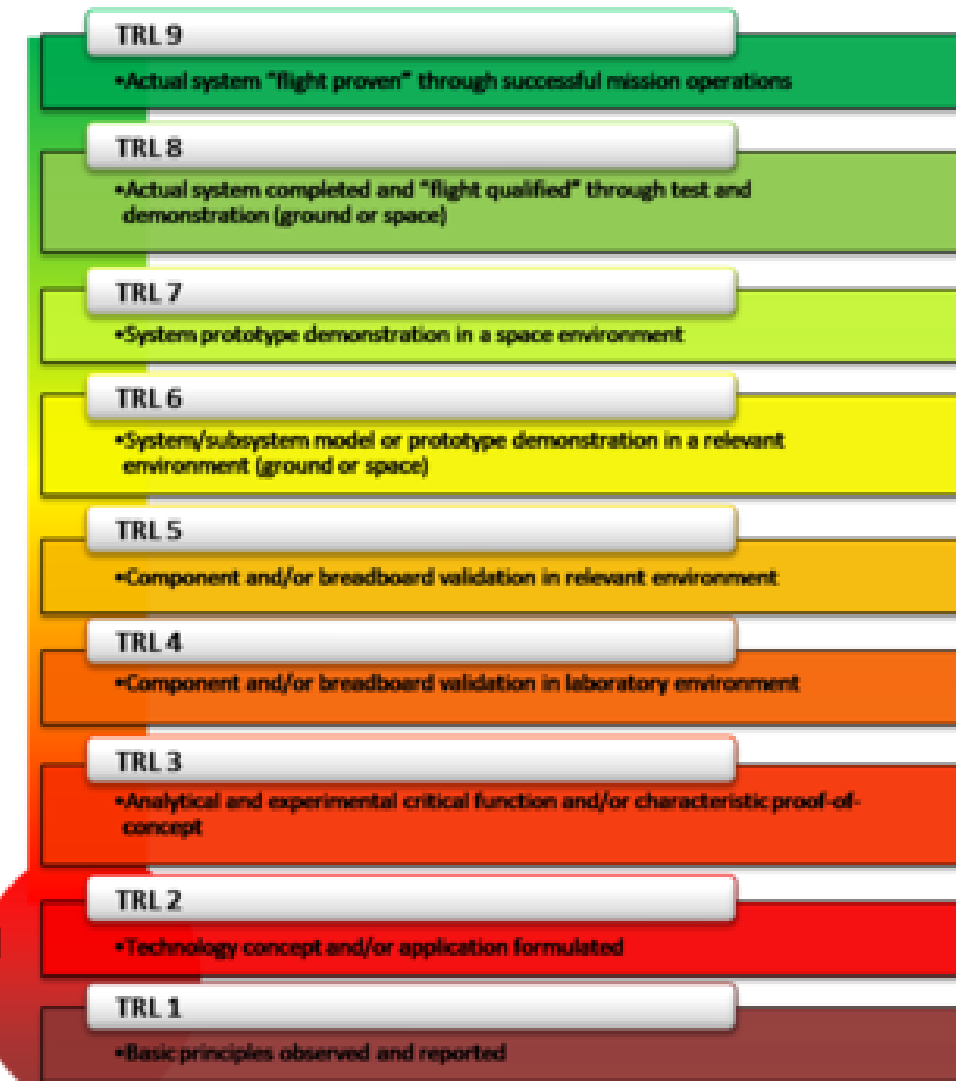 TRL 9
•Actual system "flight proven" through successful mission operations
TRL 8
•Actual system completed and "flight qualified" through test and
demonstration (ground or space)
TRL 7
•System prototype demonstration in a space environment
TRL 6
•System/subsystem model or prototype demonstration in a relevant
environment (ground or space)
TRL 5
•Component and/or breadboard validation in relevant environment
TRL 4
•Component and/or breadboard validation in laboratory environment
TRL 3
•Analytical and experimental critical function and/or characteristic proof-of-
concept
TRL 2
•Technology concept and/or application formulated
TRL 1
•Basic principles observed and reported